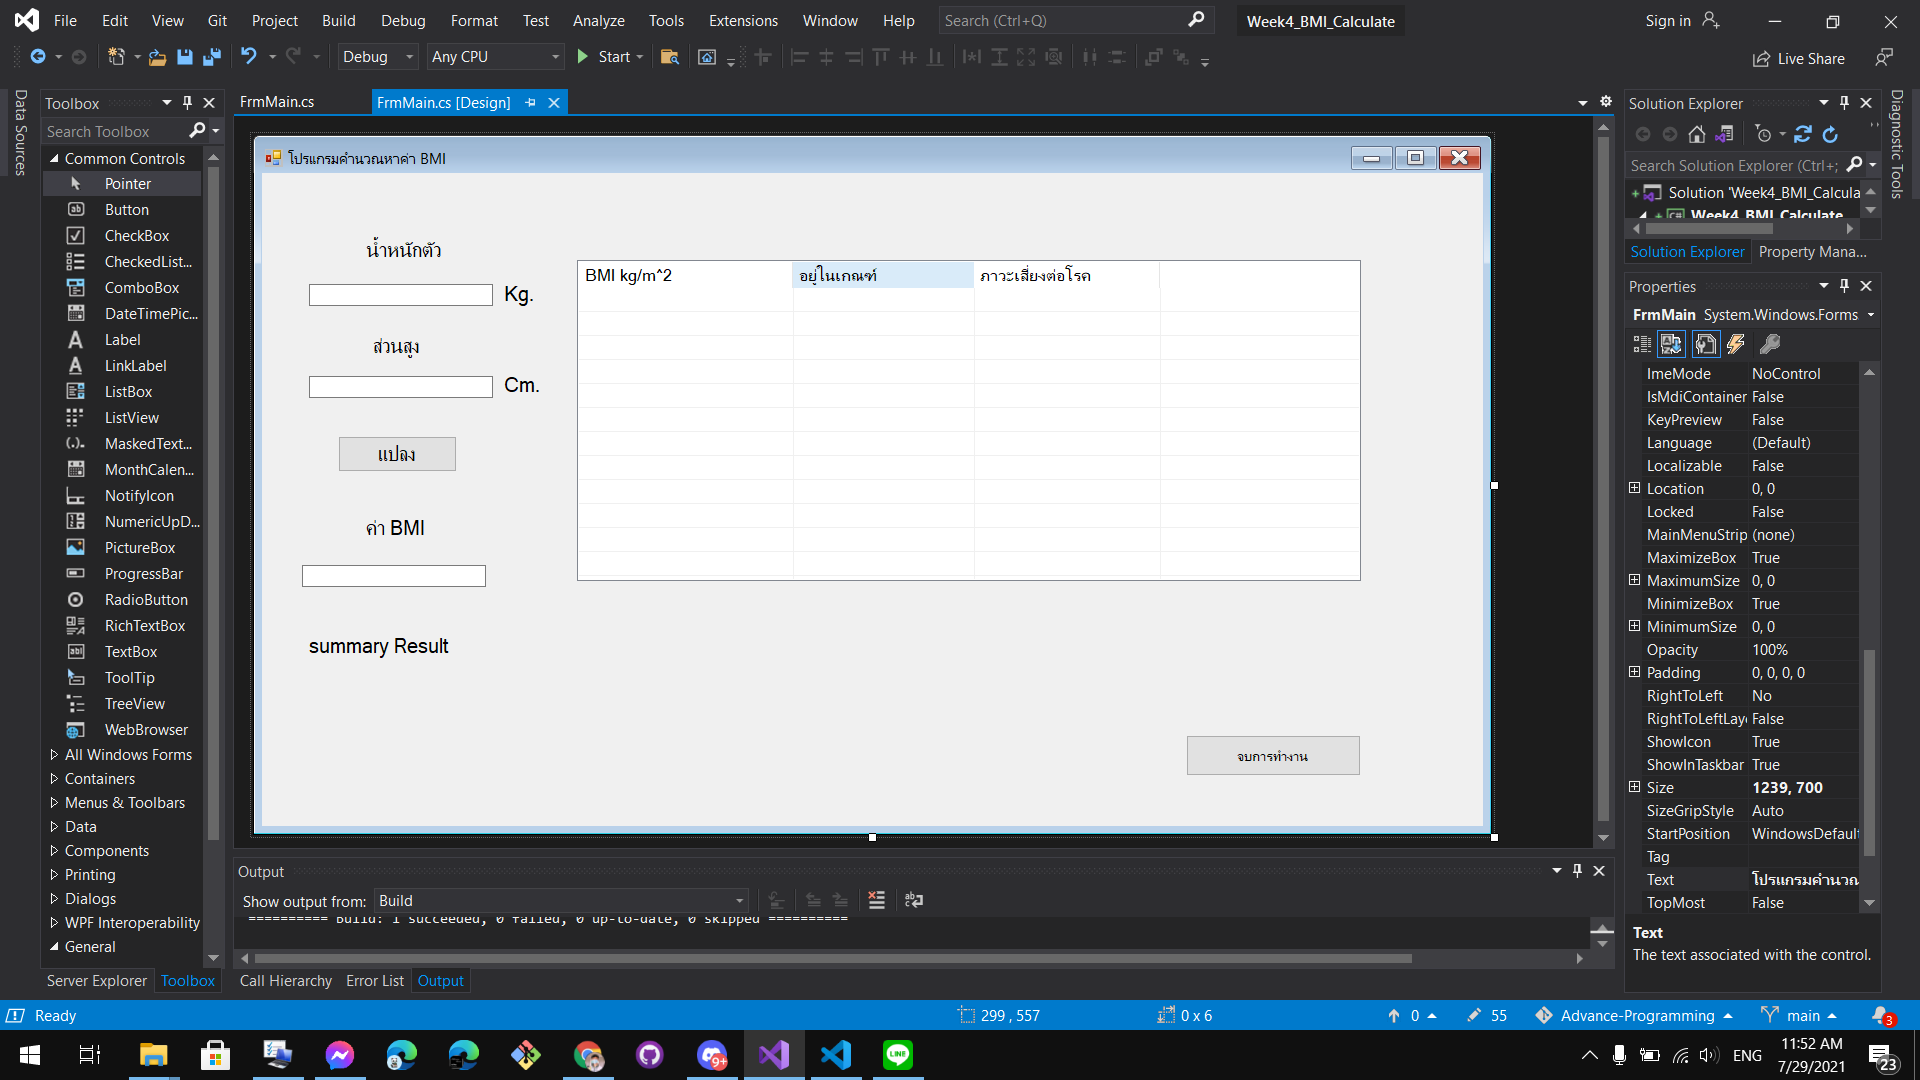 File Edit View Git Project Build Debug Format Test Analyze Tools Extensions Window Help Search (Ctrl+Q) Week4_BMI_Calculate Sign in
Debug Any CPU Start Live Share
Data Sources
Toolbox
Search Toolbox
Common Controls
Pointer
Button
CheckBox
CheckedList...
ComboBox
DateTimePic...
Label
LinkLabel
ListBox
ListView
MaskedText...
MonthCalen...
NotifyIcon
NumericUpD...
PictureBox
ProgressBar
RadioButton
RichTextBox
TextBox
ToolTip
TreeView
WebBrowser
All Windows Forms
Containers
Menus & Toolbars
Data
Components
Printing
Dialogs
WPF Interoperability
General
Server Explorer Toolbox
FrmMain.cs FrmMain.cs [Design]
โปรแกรมคำนวณหาค่า BMI
น้ำหนักตัว
Kg.
ส่วนสูง
Cm.
แปลง
ค่า BMI
summary Result
BMI kg/m^2 อยู่ในเกณฑ์ ภาวะเสี่ยงต่อโรค
จบการทำงาน
Output
Show output from: Build
========== Build: 1 succeeded, 0 failed, 0 up-to-date, 0 skipped ==========
Call Hierarchy Error List Output
Solution Explorer
Search Solution Explorer (Ctrl+;
Solution 'Week4_BMI_Calcula
Week4_BMI_Calculate
Solution Explorer Property Mana...
Diagnostic Tools
Properties
FrmMain System.Windows.Forms
ImeMode NoControl
IsMdiContainer False
KeyPreview False
Language (Default)
Localizable False
Location 0, 0
Locked False
MainMenuStrip (none)
MaximizeBox True
MaximumSize 0, 0
MinimizeBox True
MinimumSize 0, 0
Opacity 100%
Padding 0, 0, 0, 0
RightToLeft No
RightToLeftLay False
ShowIcon True
ShowInTaskbar True
Size 1239, 700
SizeGripStyle Auto
StartPosition WindowsDefault
Tag
Text โปรแกรมคำนวณ
TopMost False
Text
The text associated with the control.
Ready 299 , 557 0 x 6 0 55 Advance-Programming main 3
9+ ENG 11:52 AM
7/29/2021 23
LINE